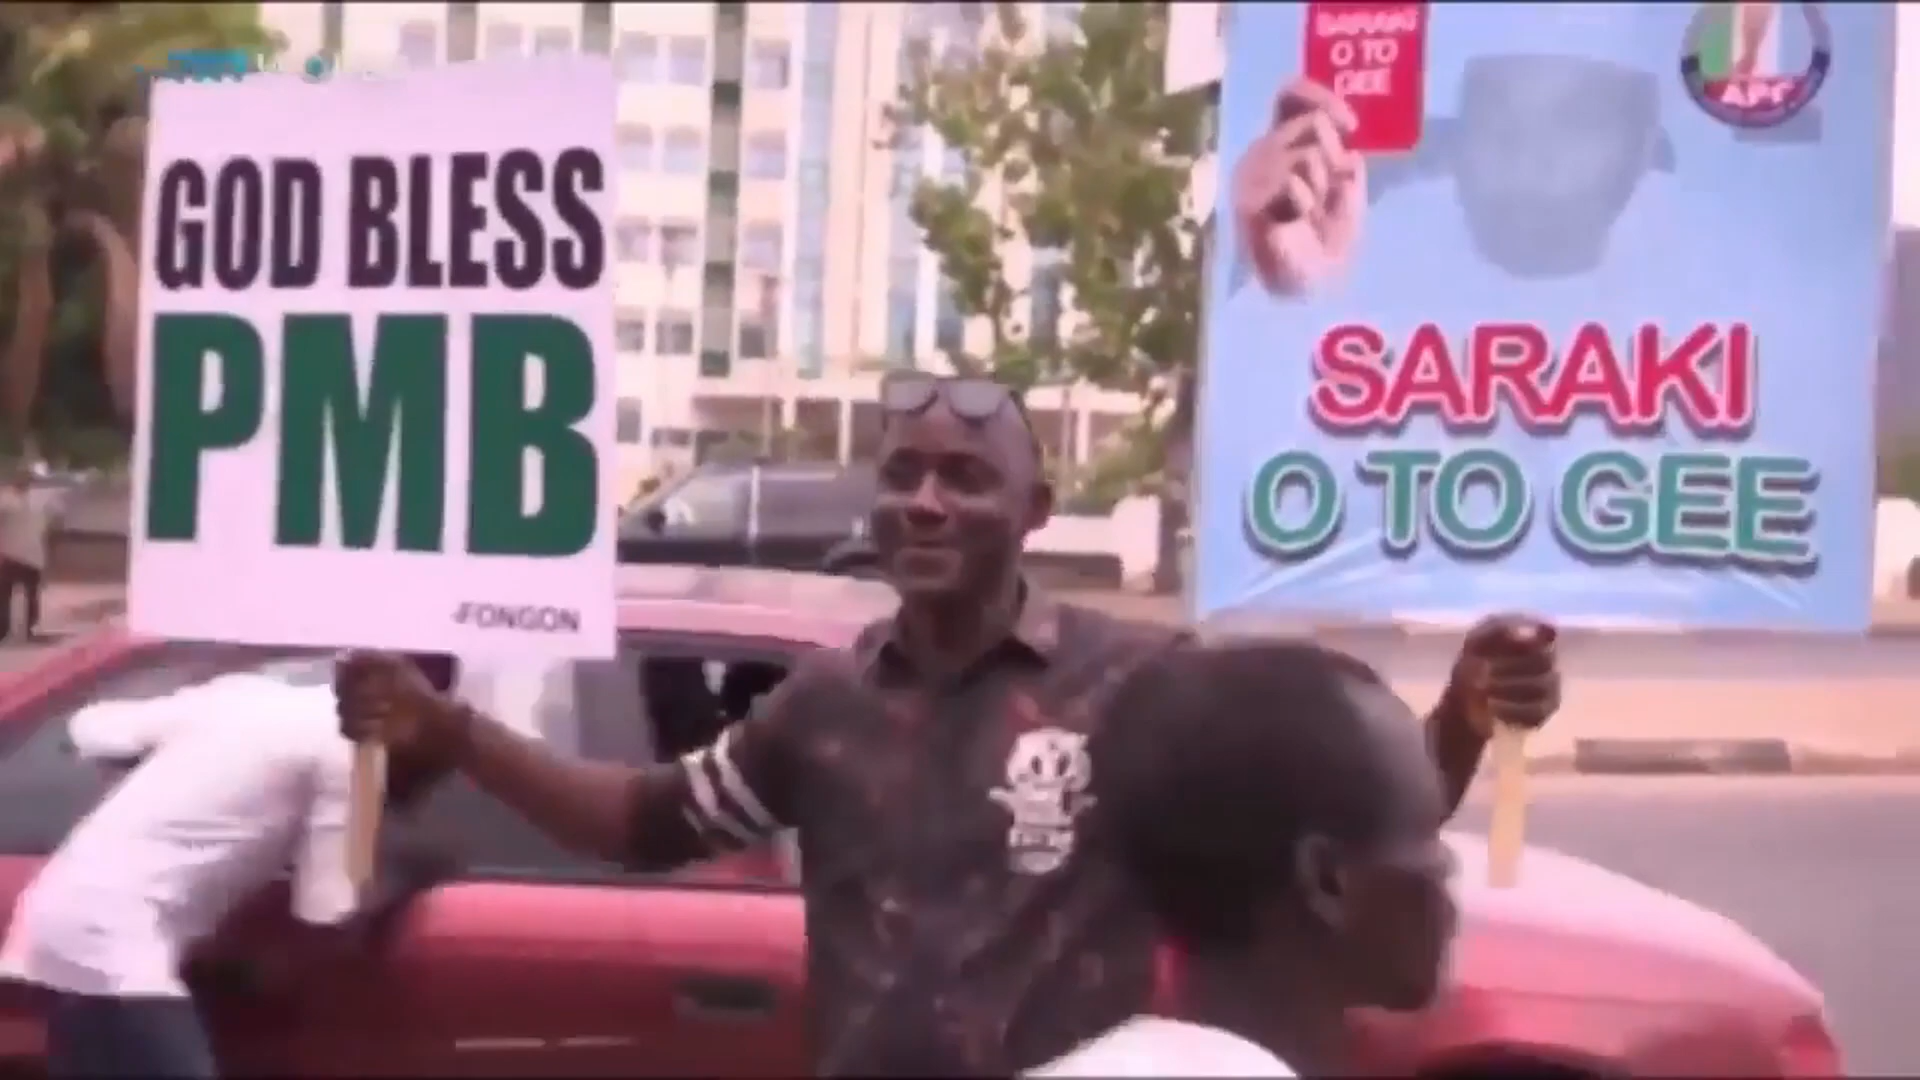 GOD BLESS
PMB
-FONGON
SARAKI
O TO
GEE
APC
SARAKI
O TO GEE